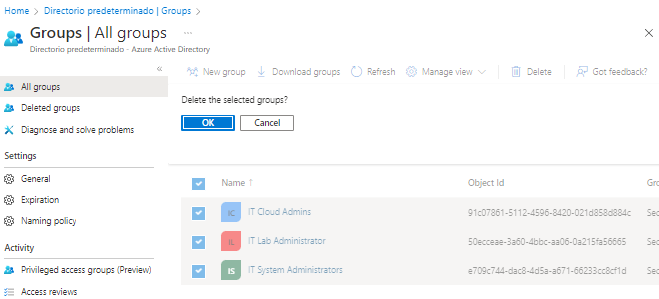 Home > Directorio predeterminado | Groups >
Groups | All groups ...
Directorio predeterminado - Azure Active Directory
«
New group Download groups Refresh Manage view Delete Got feedback?
All groups
Deleted groups
Diagnose and solve problems
Settings
General
Expiration
Naming policy
Activity
Privileged access groups (Preview)
Access reviews
Delete the selected groups?
OK Cancel
Name ↑ Object Id Gro
IC IT Cloud Admins 91c07861-5112-4596-8420-021d858d884c Sec
IL IT Lab Administrator 50ecceae-3a60-4bbc-aa06-0a215fa56665 Sec
IS IT System Administrators e709c744-dac8-4d5a-a671-66233cc8cf1d Sec